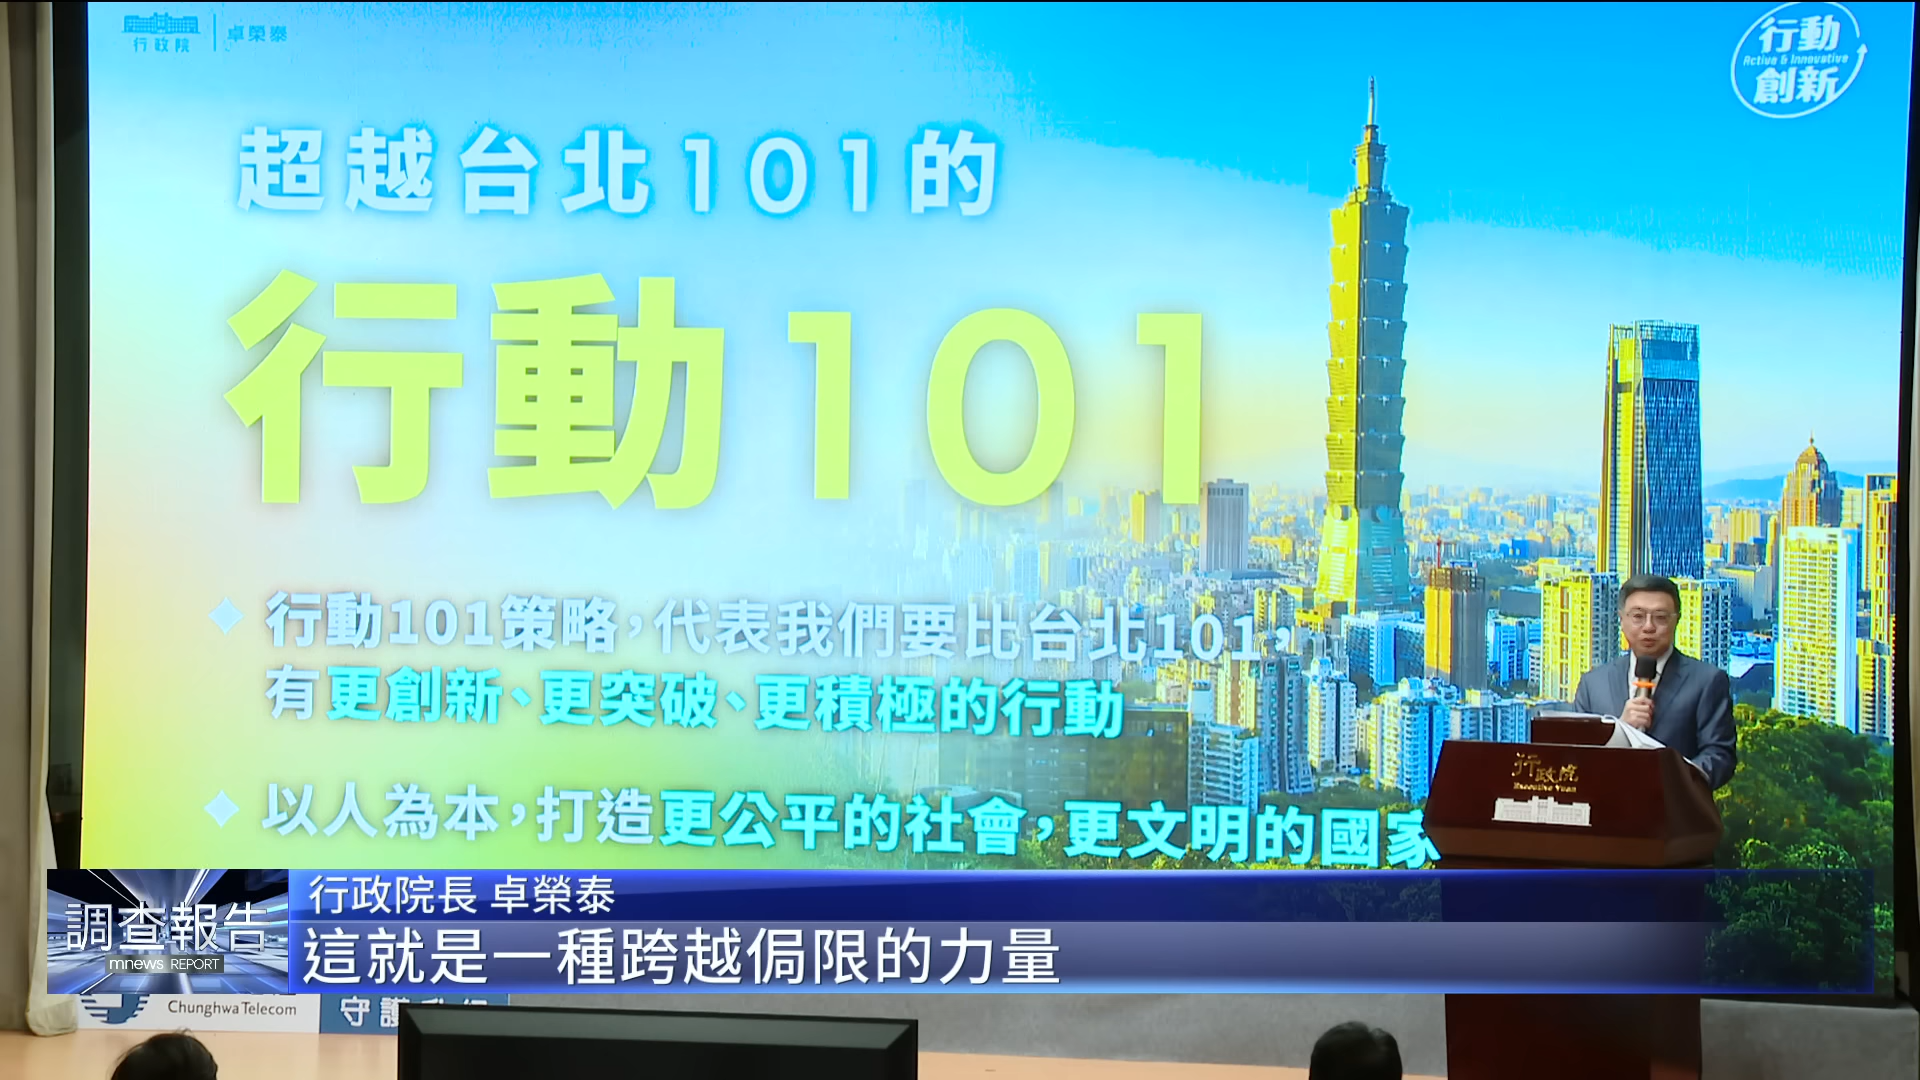 行政院 卓榮泰
行動
Active & Innovative
創新
超越台北101的
行動101
行動101策略,代表我們要比台北101,
有更創新、更突破、更積極的行動
以人為本,打造更公平的社會,更文明的國家
行政院
Executive Yuan
行政院長 卓榮泰
調查報告
mnews REPORT
這就是一種跨越侷限的力量
Chunghwa Telecom
守護